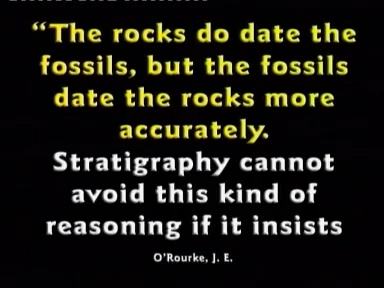 “The rocks do date the
fossils, but the fossils
date the rocks more
accurately.
Stratigraphy cannot
avoid this kind of
reasoning if it insists
O’Rourke, J. E.